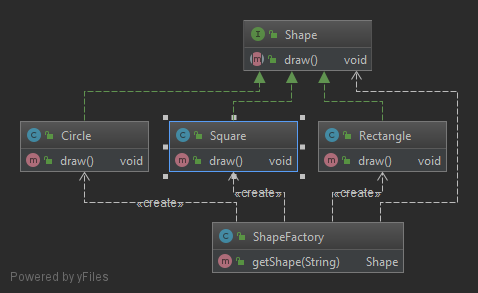 I Shape
m draw() void
C Circle
m draw() void
C Square
m draw() void
C Rectangle
m draw() void
«create» «create» «create»
C ShapeFactory
m getShape(String) Shape
Powered by yFiles